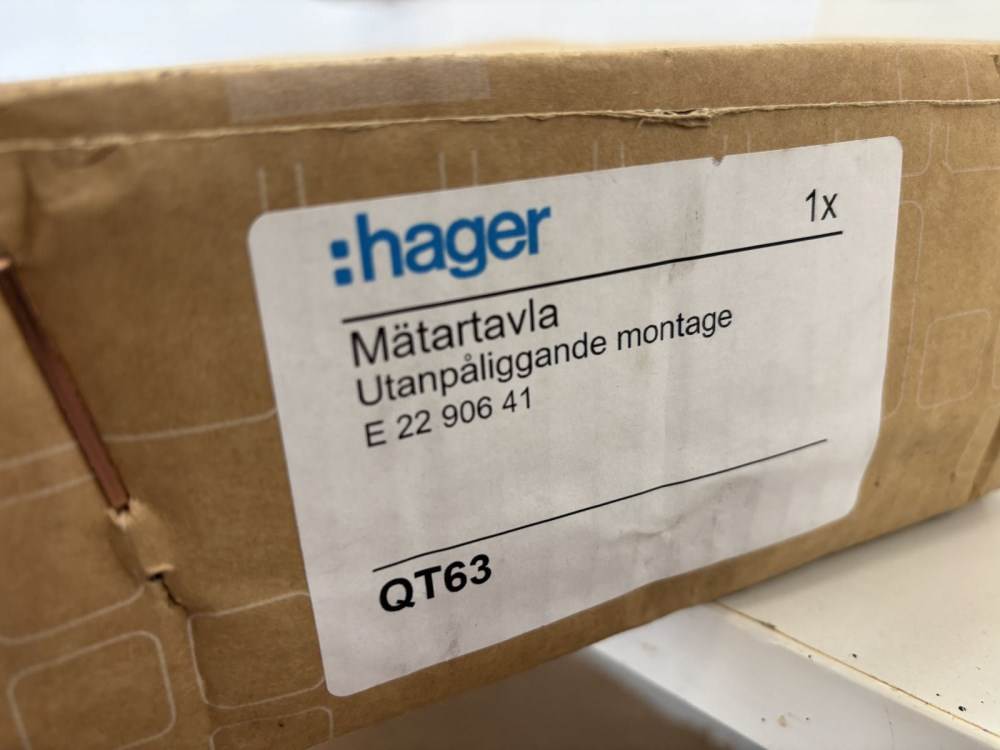 :hager
1x
Mätartavla
Utanpåliggande montage
E 22 906 41
QT63